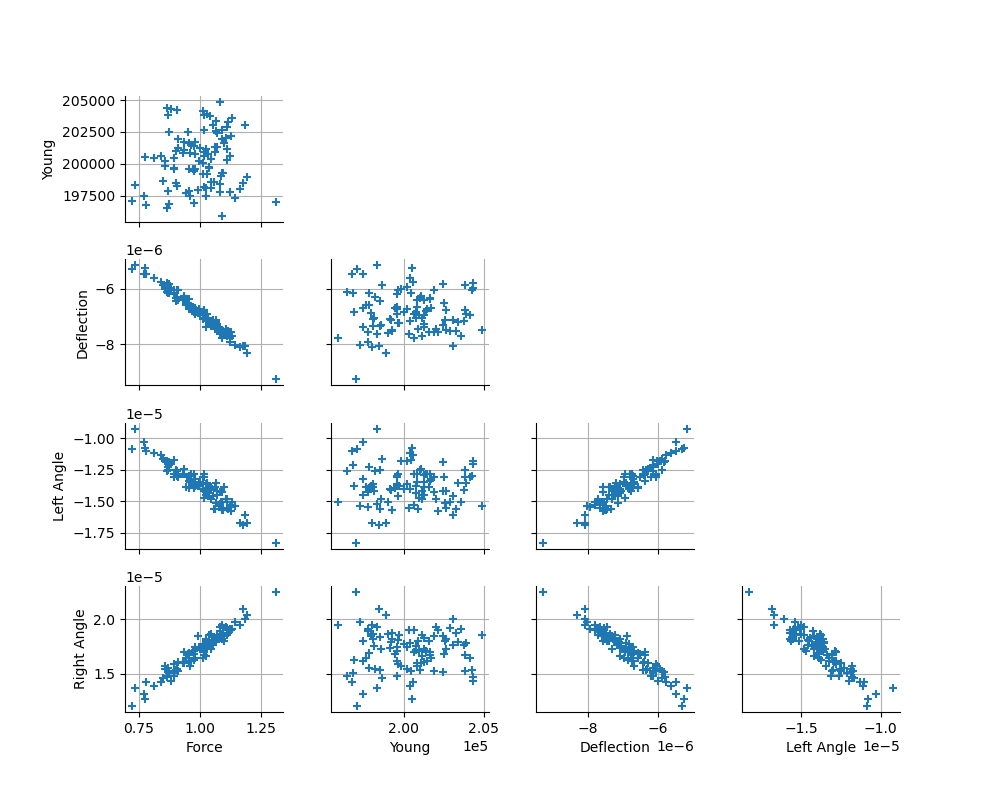 205000
202500
200000
197500
Young
1e−6
−6
−8
Deflection
1e−5
−1.00
−1.25
−1.50
−1.75
Left Angle
1e−5
2.0
1.5
Right Angle
0.75 1.00 1.25
Force
2.00 2.05
Young 1e5
−8 −6
Deflection 1e−6
−1.5 −1.0
Left Angle 1e−5